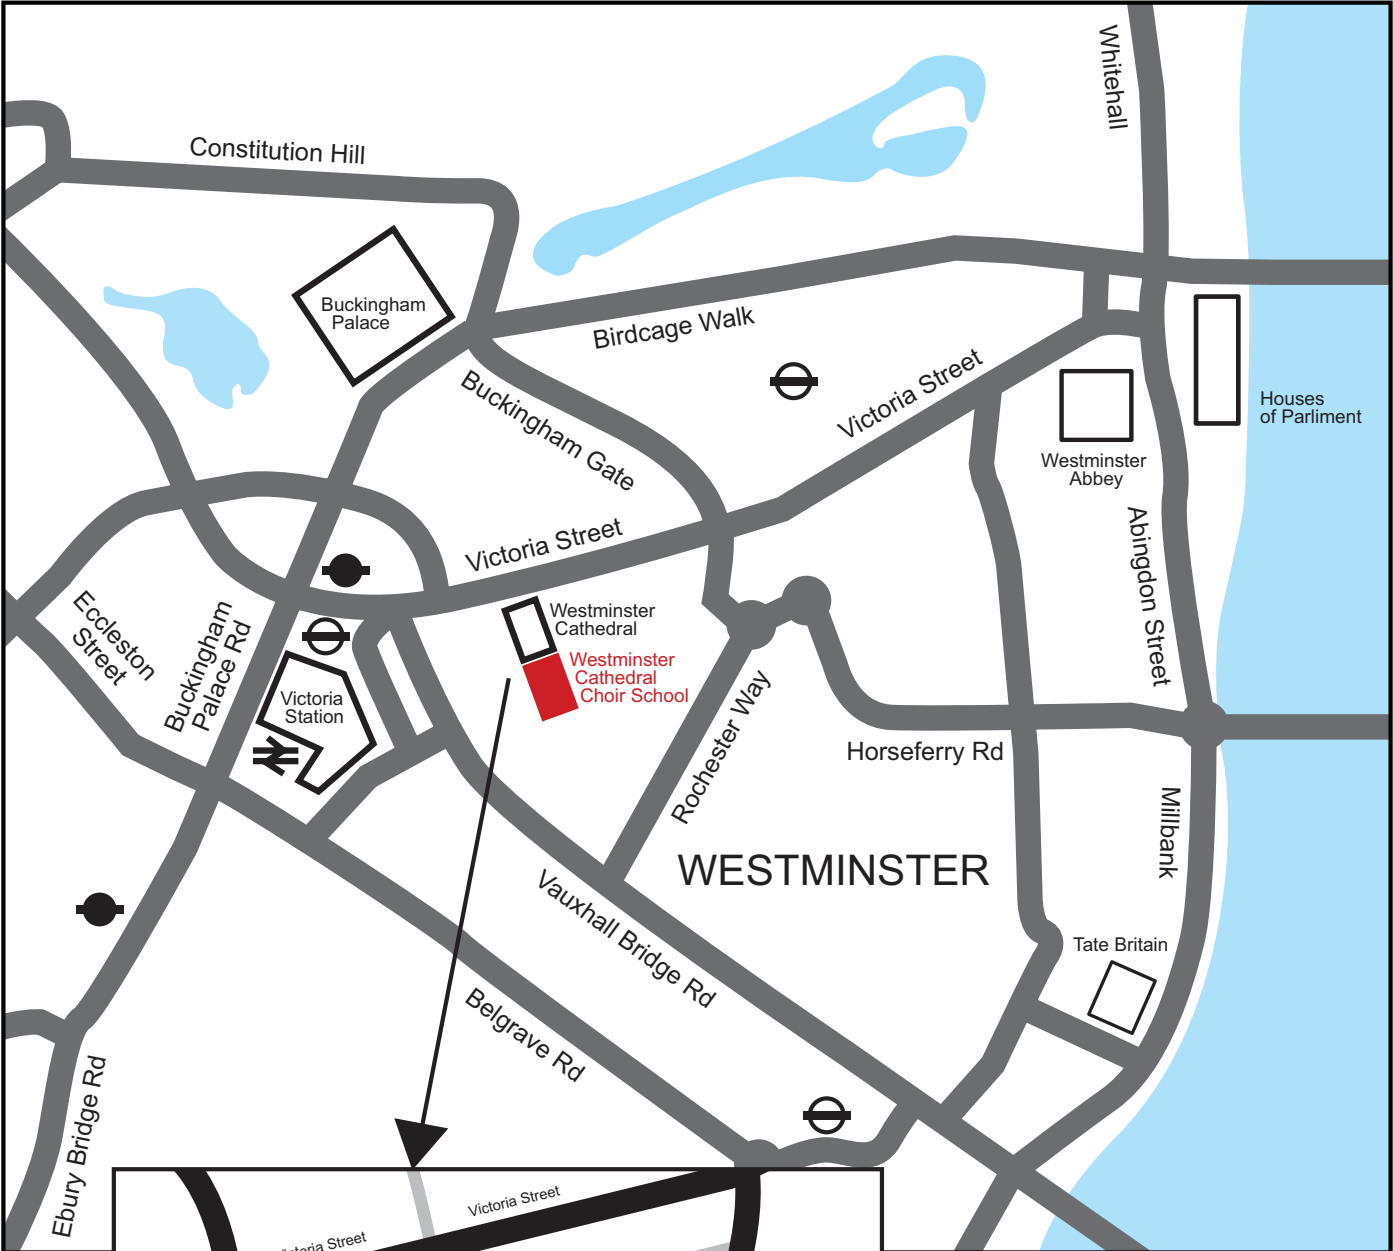 Whitehall
Constitution Hill
Buckingham
Palace
Birdcage Walk
Buckingham Gate
Victoria Street
Houses
of Parliment
Westminster
Abbey
Victoria Street
Abingdon Street
Eccleston
Street
Buckingham
Palace Rd
Westminster
Cathedral
Westminster
Cathedral
Choir School
Victoria
Station
Rochester Way
Horseferry Rd
Millbank
WESTMINSTER
Vauxhall Bridge Rd
Tate Britain
Belgrave Rd
Ebury Bridge Rd
Victoria Street
Victoria Street